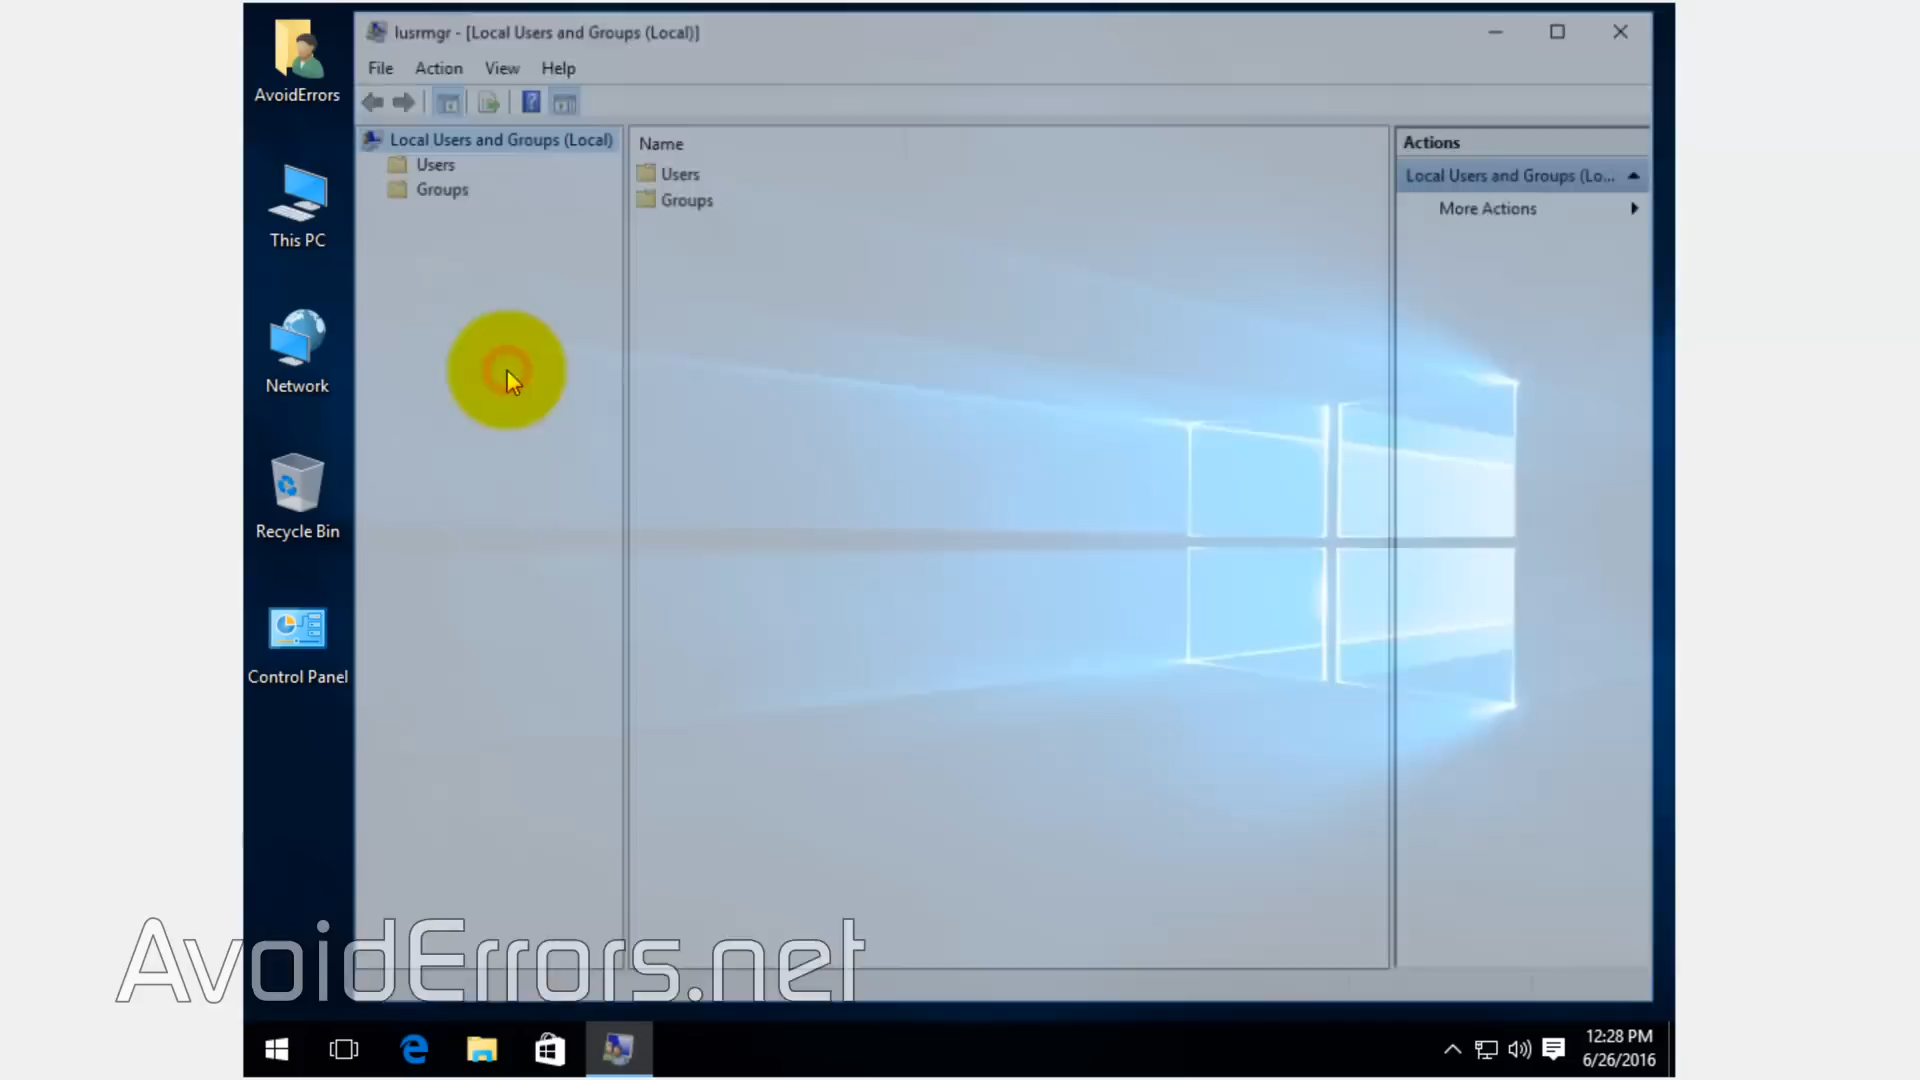 AvoidErrors
This PC
Network
Recycle Bin
Control Panel
lusrmgr - [Local Users and Groups (Local)]
File Action View Help
Local Users and Groups (Local)
Users
Groups
Name
Users
Groups
Actions
Local Users and Groups (Lo...
More Actions
AvoidErrors.net
12:28 PM
6/26/2016